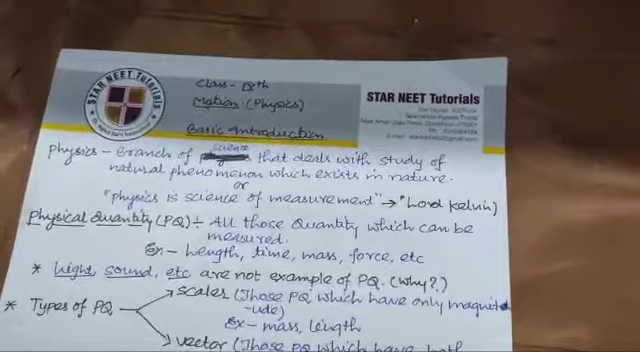 STAR NEET Tutorials
Class - IXth
Motion (Physics)
Basic Introduction
STAR NEET Tutorials
Physics - Branch of science that deals with study of
natural phenomenon which exists in nature.
or
"Physics is science of measurement" → "Lord Kelvin)
Physical Quantity (PQ) ÷ All those Quantity which can be
measured.
Ex - Length, time, mass, force, etc
* Light, sound, etc are not example of PQ. (Why?)
* Types of PQ
→ scaler (Those PQ which have only magnit
-ude)
Ex - mass, length
→ vector (Those PQ which have both